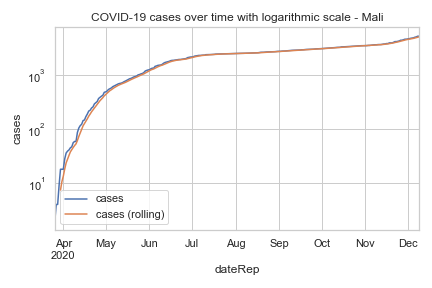 COVID-19 cases over time with logarithmic scale - Mali
cases
10³
10²
10¹
cases
cases (rolling)
Apr May Jun Jul Aug Sep Oct Nov Dec
2020
dateRep